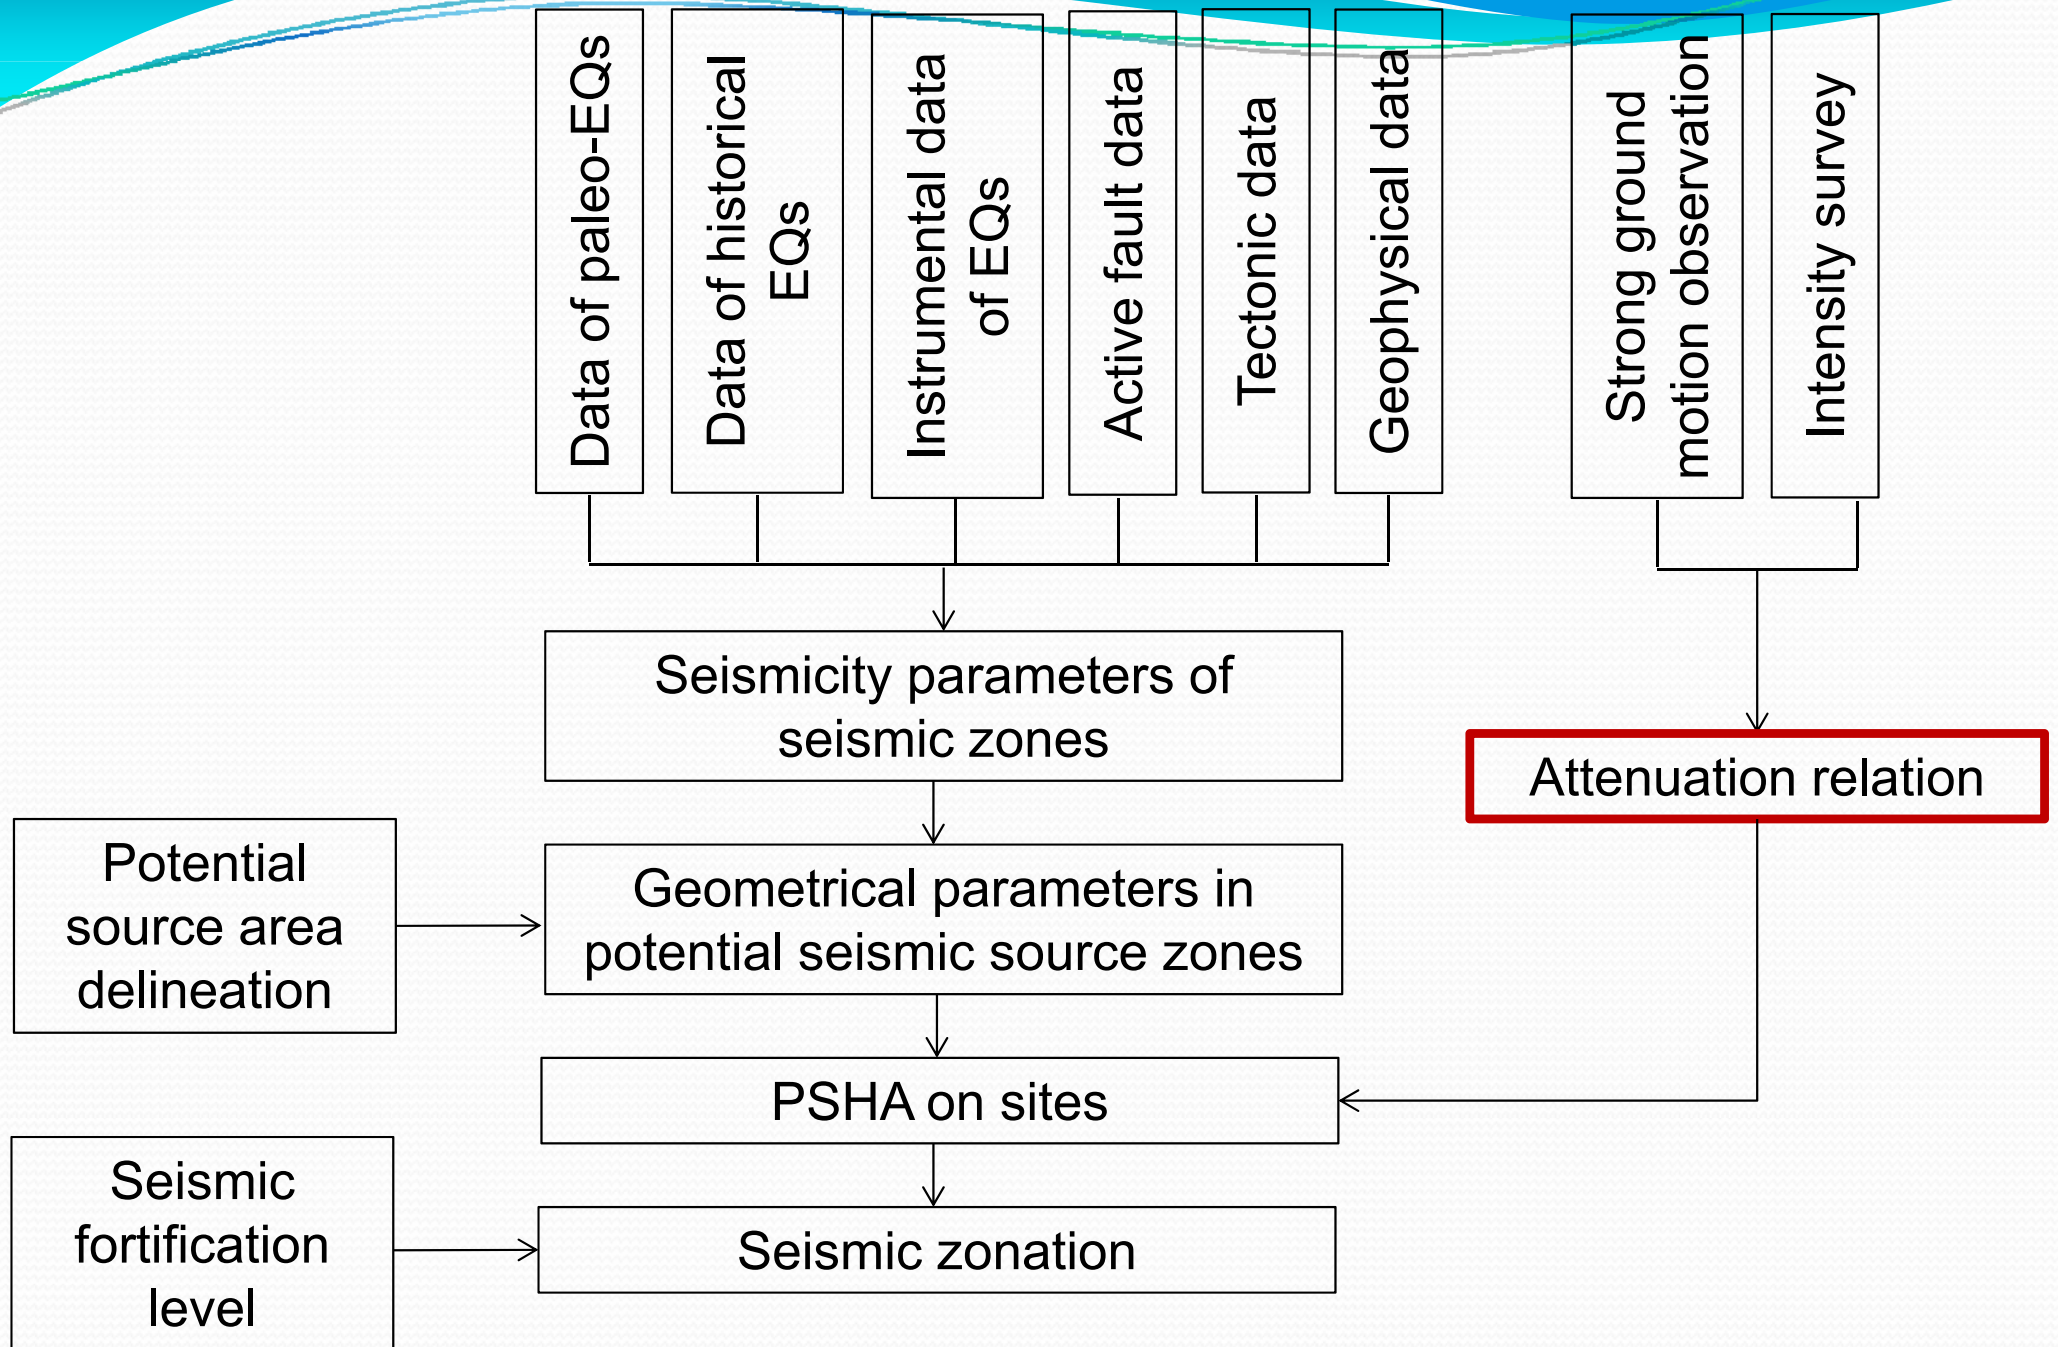 Data of paleo-EQs
Data of historical
EQs
Instrumental data
of EQs
Active fault data
Tectonic data
Geophysical data
Strong ground
motion observation
Intensity survey
Seismicity parameters of
seismic zones
Attenuation relation
Potential
source area
delineation
Geometrical parameters in
potential seismic source zones
PSHA on sites
Seismic
fortification
level
Seismic zonation